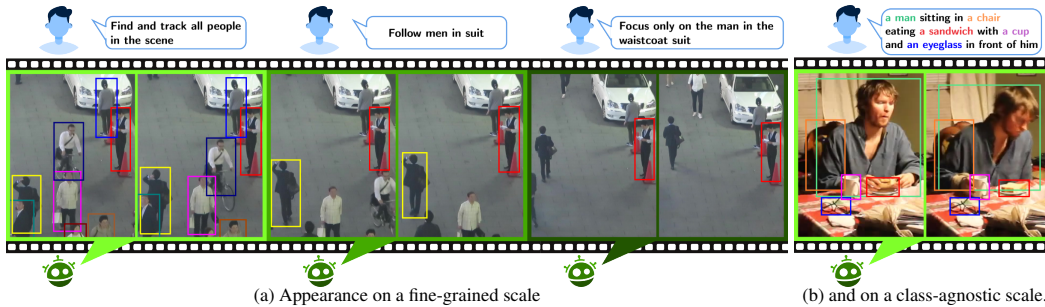 Find and track all people
in the scene
Follow men in suit
Focus only on the man in the
waistcoat suit
a man sitting in a chair
eating a sandwich with a cup
and an eyeglass in front of him
(a) Appearance on a fine-grained scale
(b) and on a class-agnostic scale.